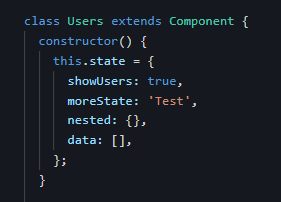 class Users extends Component {
  constructor() {
    this.state = {
      showUsers: true,
      moreState: 'Test',
      nested: {},
      data: [],
    };
  }